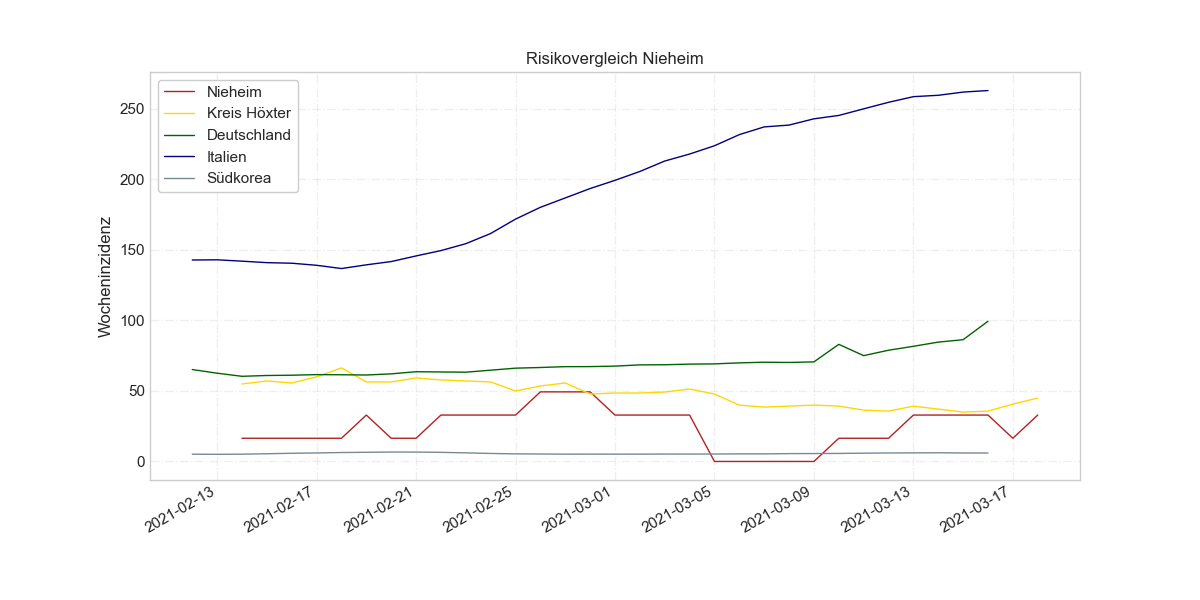 Risikovergleich Nieheim
Nieheim
Kreis Höxter
Deutschland
Italien
Südkorea
Wocheninzidenz
250
200
150
100
50
0
2021-02-13
2021-02-17
2021-02-21
2021-02-25
2021-03-01
2021-03-05
2021-03-09
2021-03-13
2021-03-17